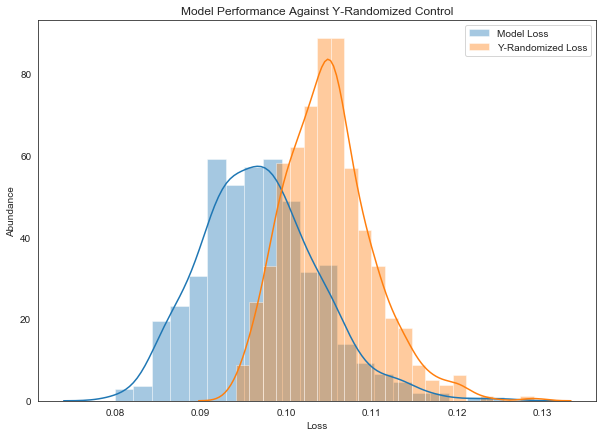 Model Performance Against Y-Randomized Control
Model Loss
Y-Randomized Loss
Abundance
80
60
40
20
0
0.08 0.09 0.10 0.11 0.12 0.13
Loss